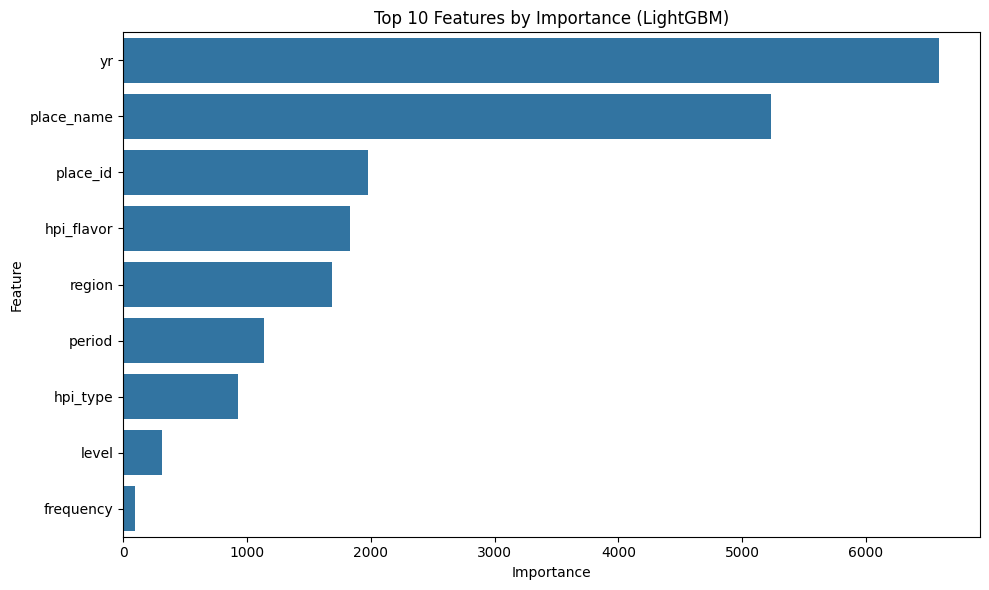 Top 10 Features by Importance (LightGBM)
yr
place_name
place_id
hpi_flavor
region
period
hpi_type
level
frequency
Feature
0 1000 2000 3000 4000 5000 6000
Importance